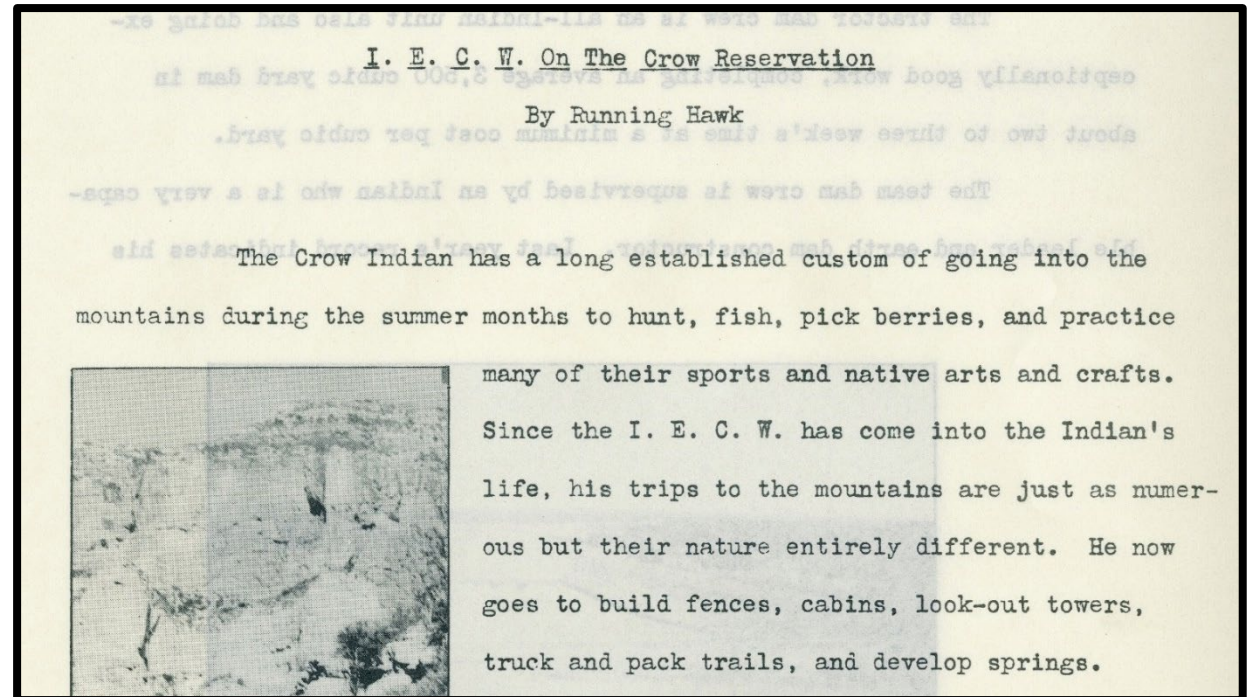 I. E. C. W. On The Crow Reservation
By Running Hawk
The Crow Indian has a long established custom of going into the
mountains during the summer months to hunt, fish, pick berries, and practice
many of their sports and native arts and crafts.
Since the I. E. C. W. has come into the Indian's
life, his trips to the mountains are just as numer-
ous but their nature entirely different. He now
goes to build fences, cabins, look-out towers,
truck and pack trails, and develop springs.